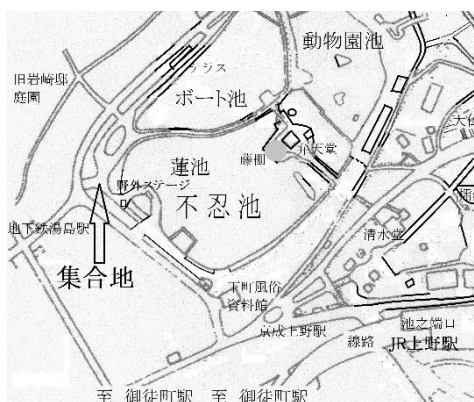 動物園池
旧岩崎邸
庭園
テラス
ボート池
弁天堂
藤棚
蓮池
野外ステージ
不忍池
地下鉄湯島駅
清水堂
集合地
下町風俗
資料館
京成上野駅
池之端口
線路
JR上野駅
至 御徒町駅 至 御徒町駅